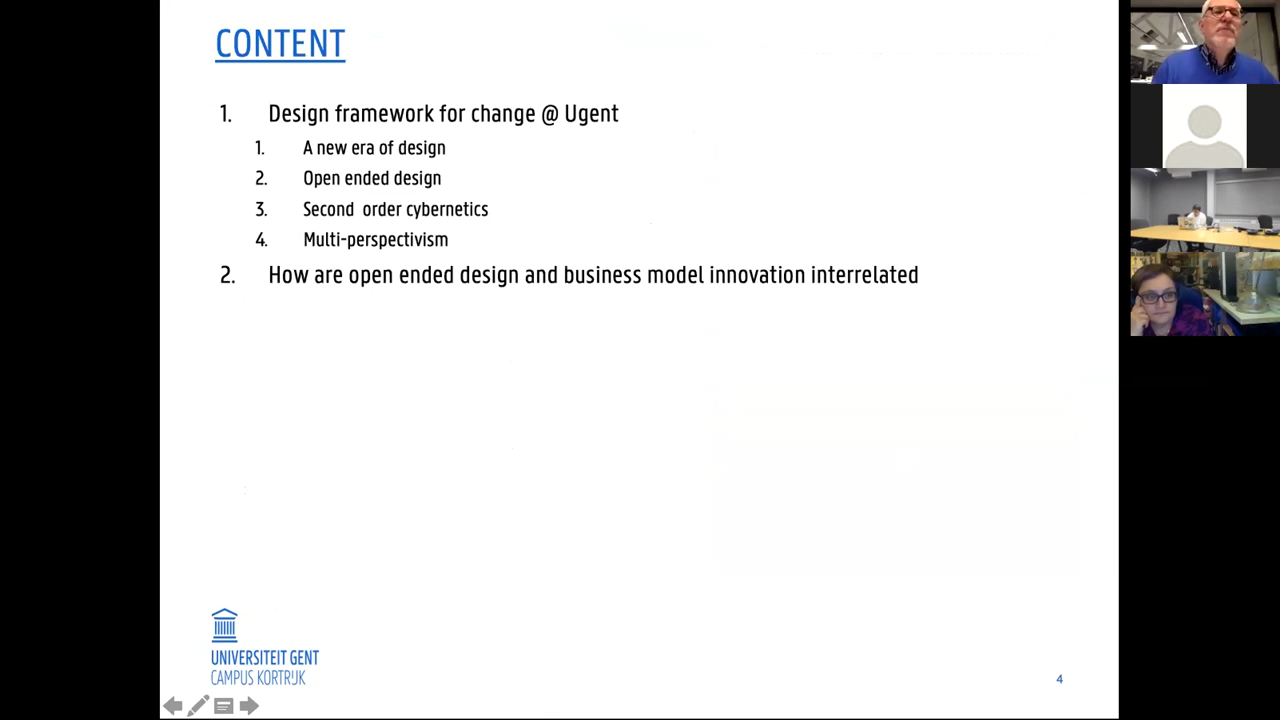 CONTENT
1. Design framework for change @ Ugent
1. A new era of design
2. Open ended design
3. Second order cybernetics
4. Multi-perspectivism
2. How are open ended design and business model innovation interrelated
UNIVERSITEIT GENT
CAMPUS KORTRIJK
4